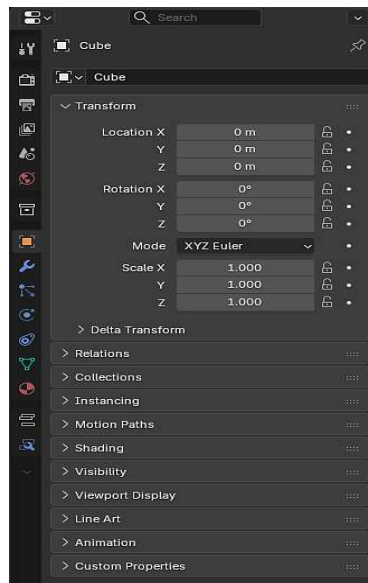 Search
Cube
Cube
Transform
Location X 0 m
Y 0 m
Z 0 m
Rotation X 0°
Y 0°
Z 0°
Mode XYZ Euler
Scale X 1.000
Y 1.000
Z 1.000
Delta Transform
Relations
Collections
Instancing
Motion Paths
Shading
Visibility
Viewport Display
Line Art
Animation
Custom Properties